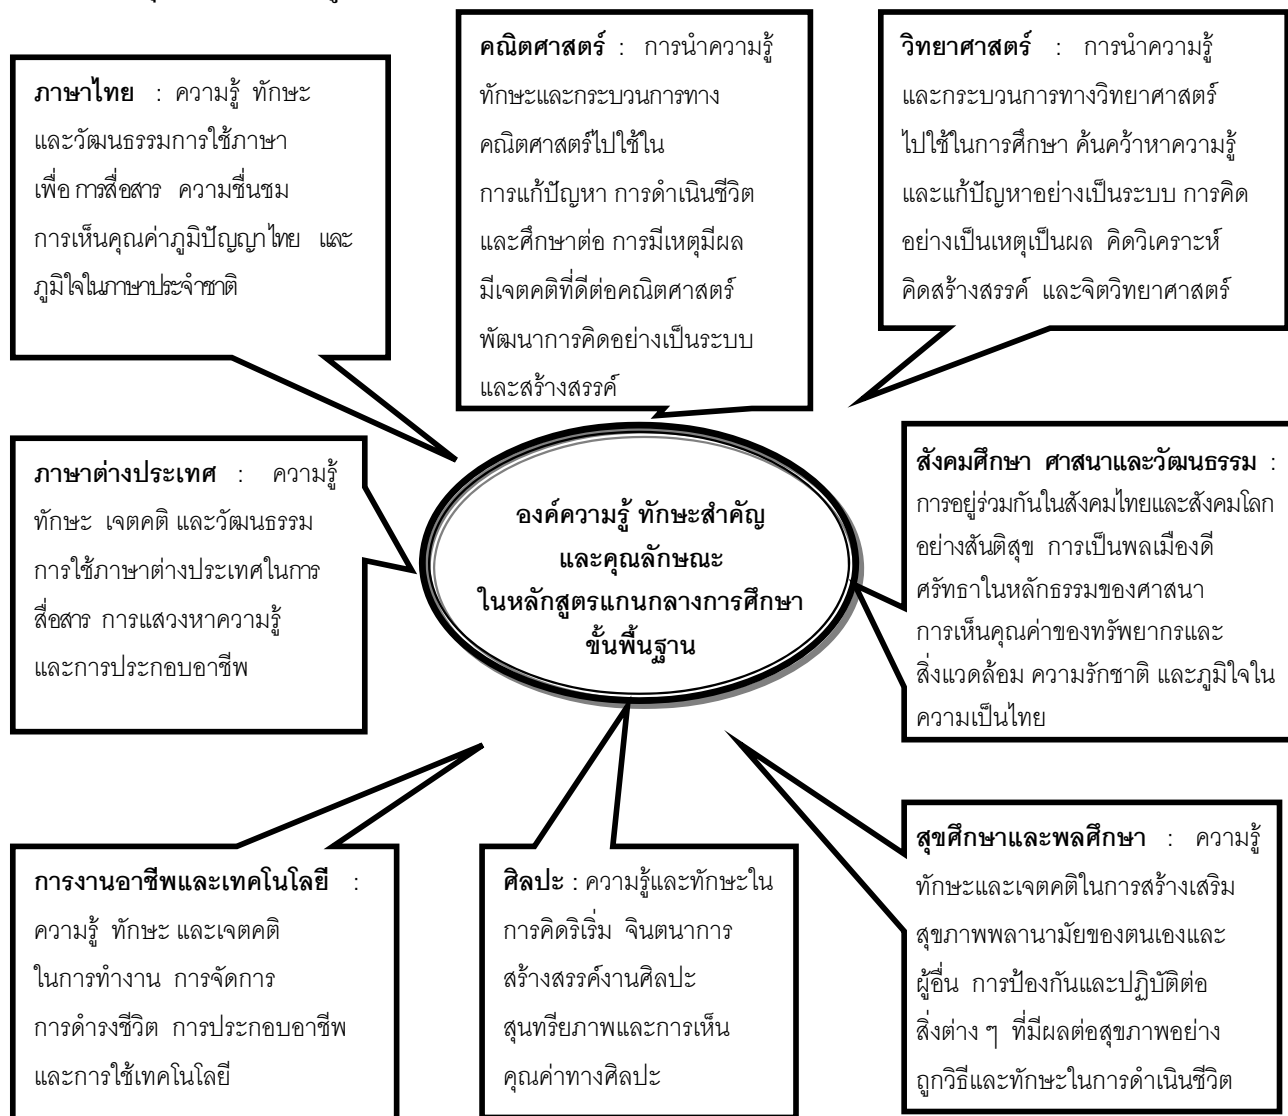 ภาษาไทย : ความรู้ ทักษะ
และวัฒนธรรมการใช้ภาษา
เพื่อ การสื่อสาร ความชื่นชม
การเห็นคุณค่าภูมิปัญญาไทย และ
ภูมิใจในภาษาประจำชาติ
คณิตศาสตร์ : การนำความรู้
ทักษะและกระบวนการทาง
คณิตศาสตร์ไปใช้ใน
การแก้ปัญหา การดำเนินชีวิต
และศึกษาต่อ การมีเหตุมีผล
มีเจตคติที่ดีต่อคณิตศาสตร์
พัฒนาการคิดอย่างเป็นระบบ
และสร้างสรรค์
วิทยาศาสตร์ : การนำความรู้
และกระบวนการทางวิทยาศาสตร์
ไปใช้ในการศึกษา ค้นคว้าหาความรู้
และแก้ปัญหาอย่างเป็นระบบ การคิด
อย่างเป็นเหตุเป็นผล คิดวิเคราะห์
คิดสร้างสรรค์ และจิตวิทยาศาสตร์
ภาษาต่างประเทศ : ความรู้
ทักษะ เจตคติ และวัฒนธรรม
การใช้ภาษาต่างประเทศในการ
สื่อสาร การแสวงหาความรู้
และการประกอบอาชีพ
องค์ความรู้ ทักษะสำคัญ
และคุณลักษณะ
ในหลักสูตรแกนกลางการศึกษา
ขั้นพื้นฐาน
สังคมศึกษา ศาสนาและวัฒนธรรม :
การอยู่ร่วมกันในสังคมไทยและสังคมโลก
อย่างสันติสุข การเป็นพลเมืองดี
ศรัทธาในหลักธรรมของศาสนา
การเห็นคุณค่าของทรัพยากรและ
สิ่งแวดล้อม ความรักชาติ และภูมิใจใน
ความเป็นไทย
การงานอาชีพและเทคโนโลยี :
ความรู้ ทักษะ และเจตคติ
ในการทำงาน การจัดการ
การดำรงชีวิต การประกอบอาชีพ
และการใช้เทคโนโลยี
ศิลปะ : ความรู้และทักษะใน
การคิดริเริ่ม จินตนาการ
สร้างสรรค์งานศิลปะ
สุนทรียภาพและการเห็น
คุณค่าทางศิลปะ
สุขศึกษาและพลศึกษา : ความรู้
ทักษะและเจตคติในการสร้างเสริม
สุขภาพพลานามัยของตนเองและ
ผู้อื่น การป้องกันและปฏิบัติต่อ
สิ่งต่าง ๆ ที่มีผลต่อสุขภาพอย่าง
ถูกวิธีและทักษะในการดำเนินชีวิต